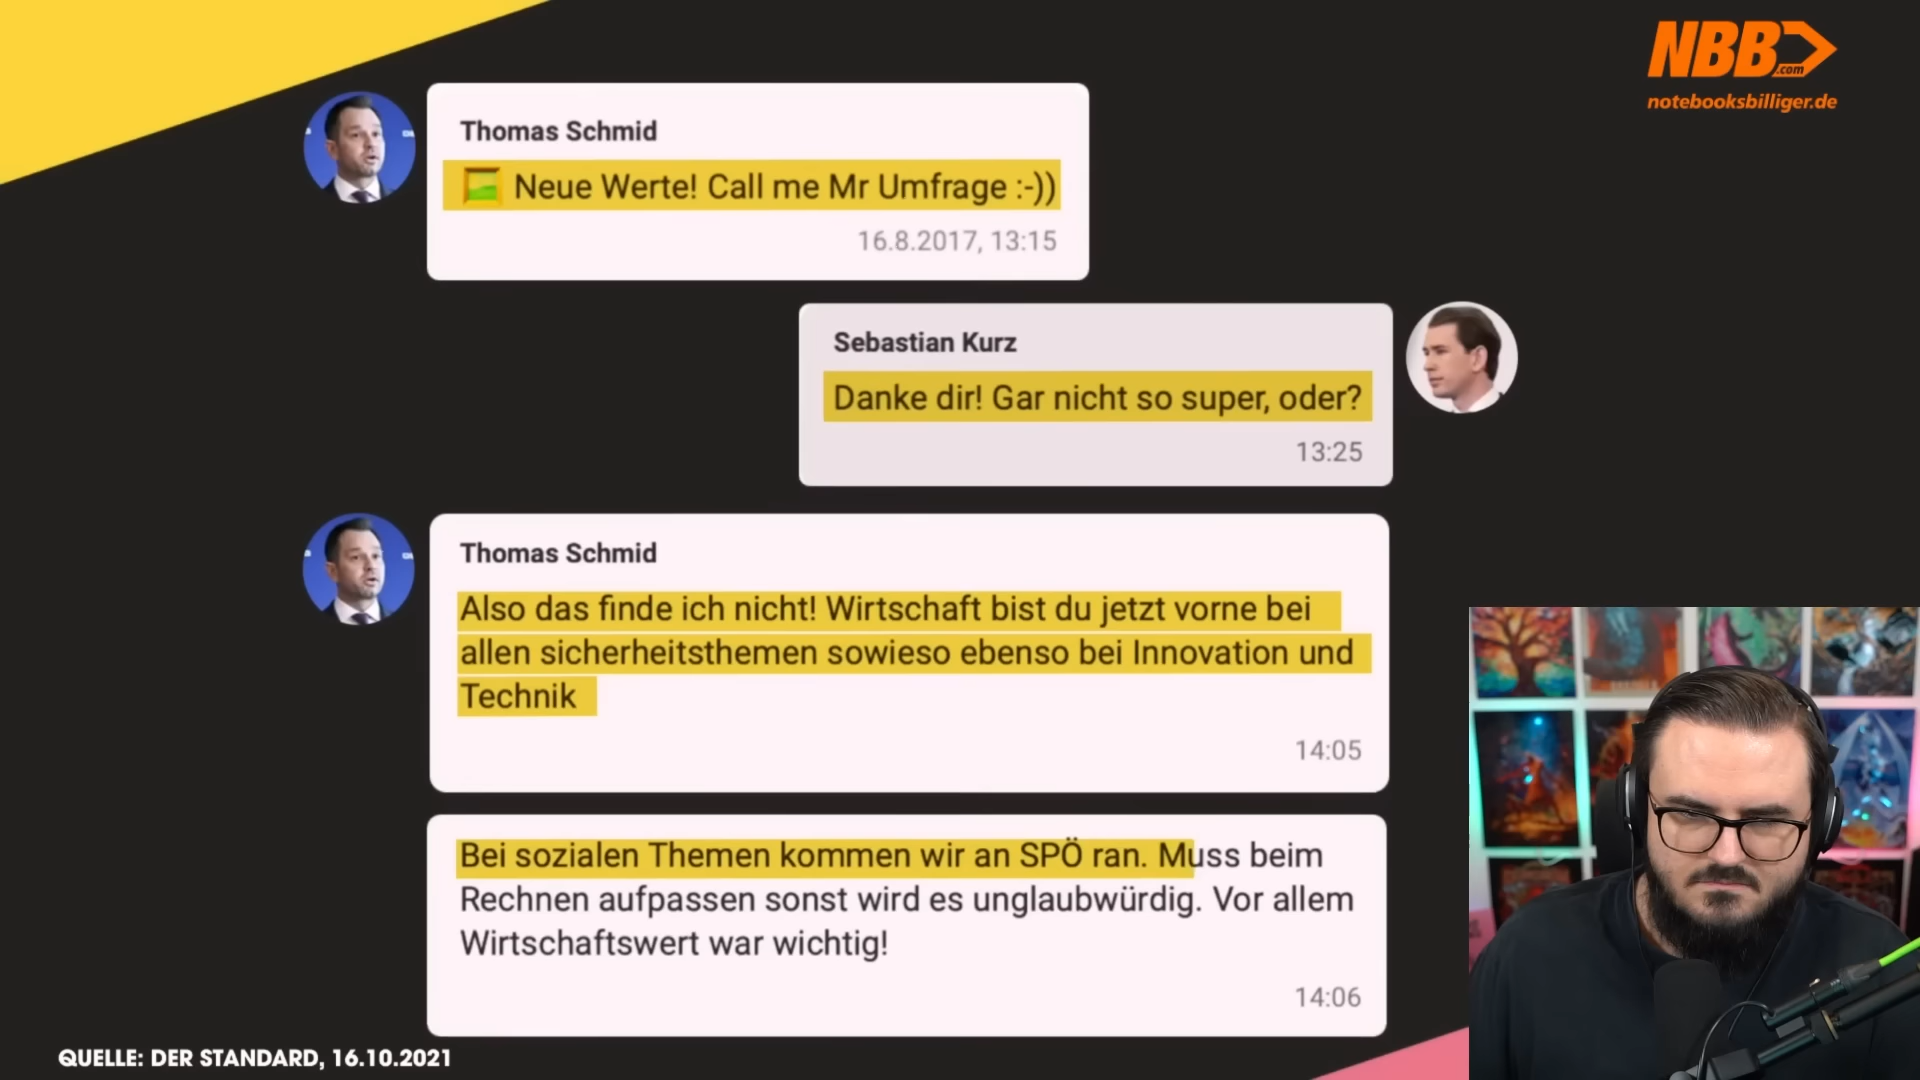 NBB.com
notebooksbilliger.de
Thomas Schmid
Neue Werte! Call me Mr Umfrage :-))
16.8.2017, 13:15
Sebastian Kurz
Danke dir! Gar nicht so super, oder?
13:25
Thomas Schmid
Also das finde ich nicht! Wirtschaft bist du jetzt vorne bei
allen sicherheitsthemen sowieso ebenso bei Innovation und
Technik
14:05
Bei sozialen Themen kommen wir an SPÖ ran. Muss beim
Rechnen aufpassen sonst wird es unglaubwürdig. Vor allem
Wirtschaftswert war wichtig!
14:06
QUELLE: DER STANDARD, 16.10.2021